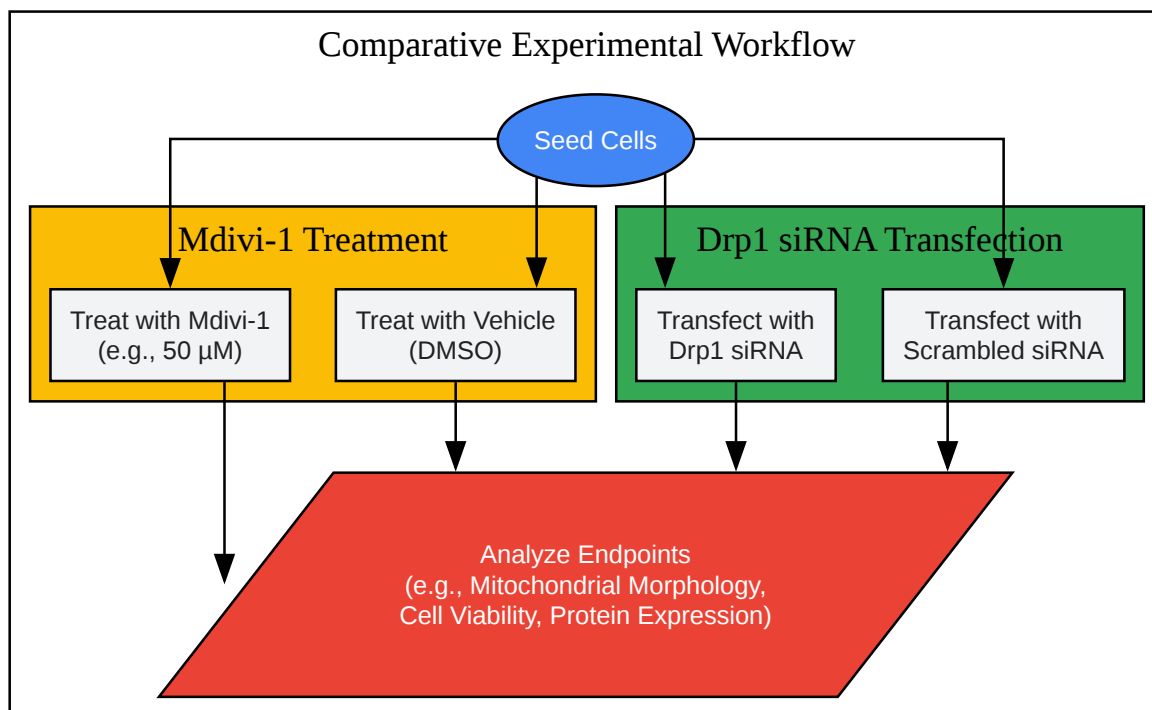 Comparative Experimental Workflow
Seed Cells
Mdivi-1 Treatment
Drp1 siRNA Transfection
Treat with Mdivi-1
(e.g., 50 µM)
Treat with Vehicle
(DMSO)
Transfect with
Drp1 siRNA
Transfect with
Scrambled siRNA
Analyze Endpoints
(e.g., Mitochondrial Morphology,
Cell Viability, Protein Expression)